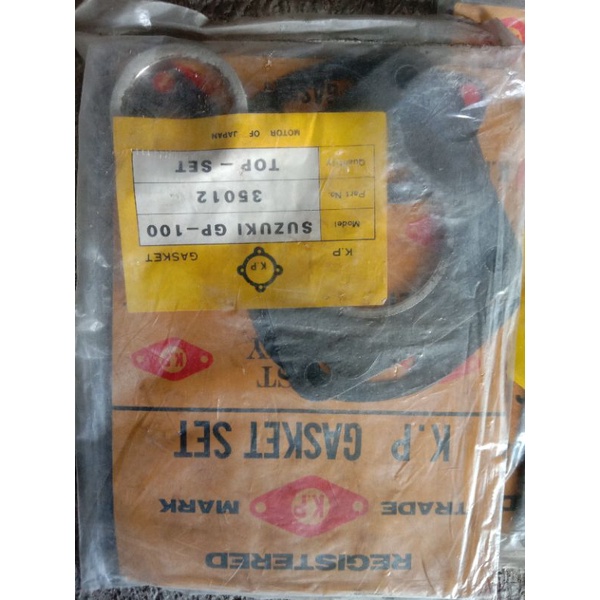 REGISTERED
TRADE K.P MARK
K.P GASKET SET
K.P
K.P K.P GASKET
Model SUZUKI GP-100
Part No. 35012
Quantity TOP - SET
MOTOR OF JAPAN